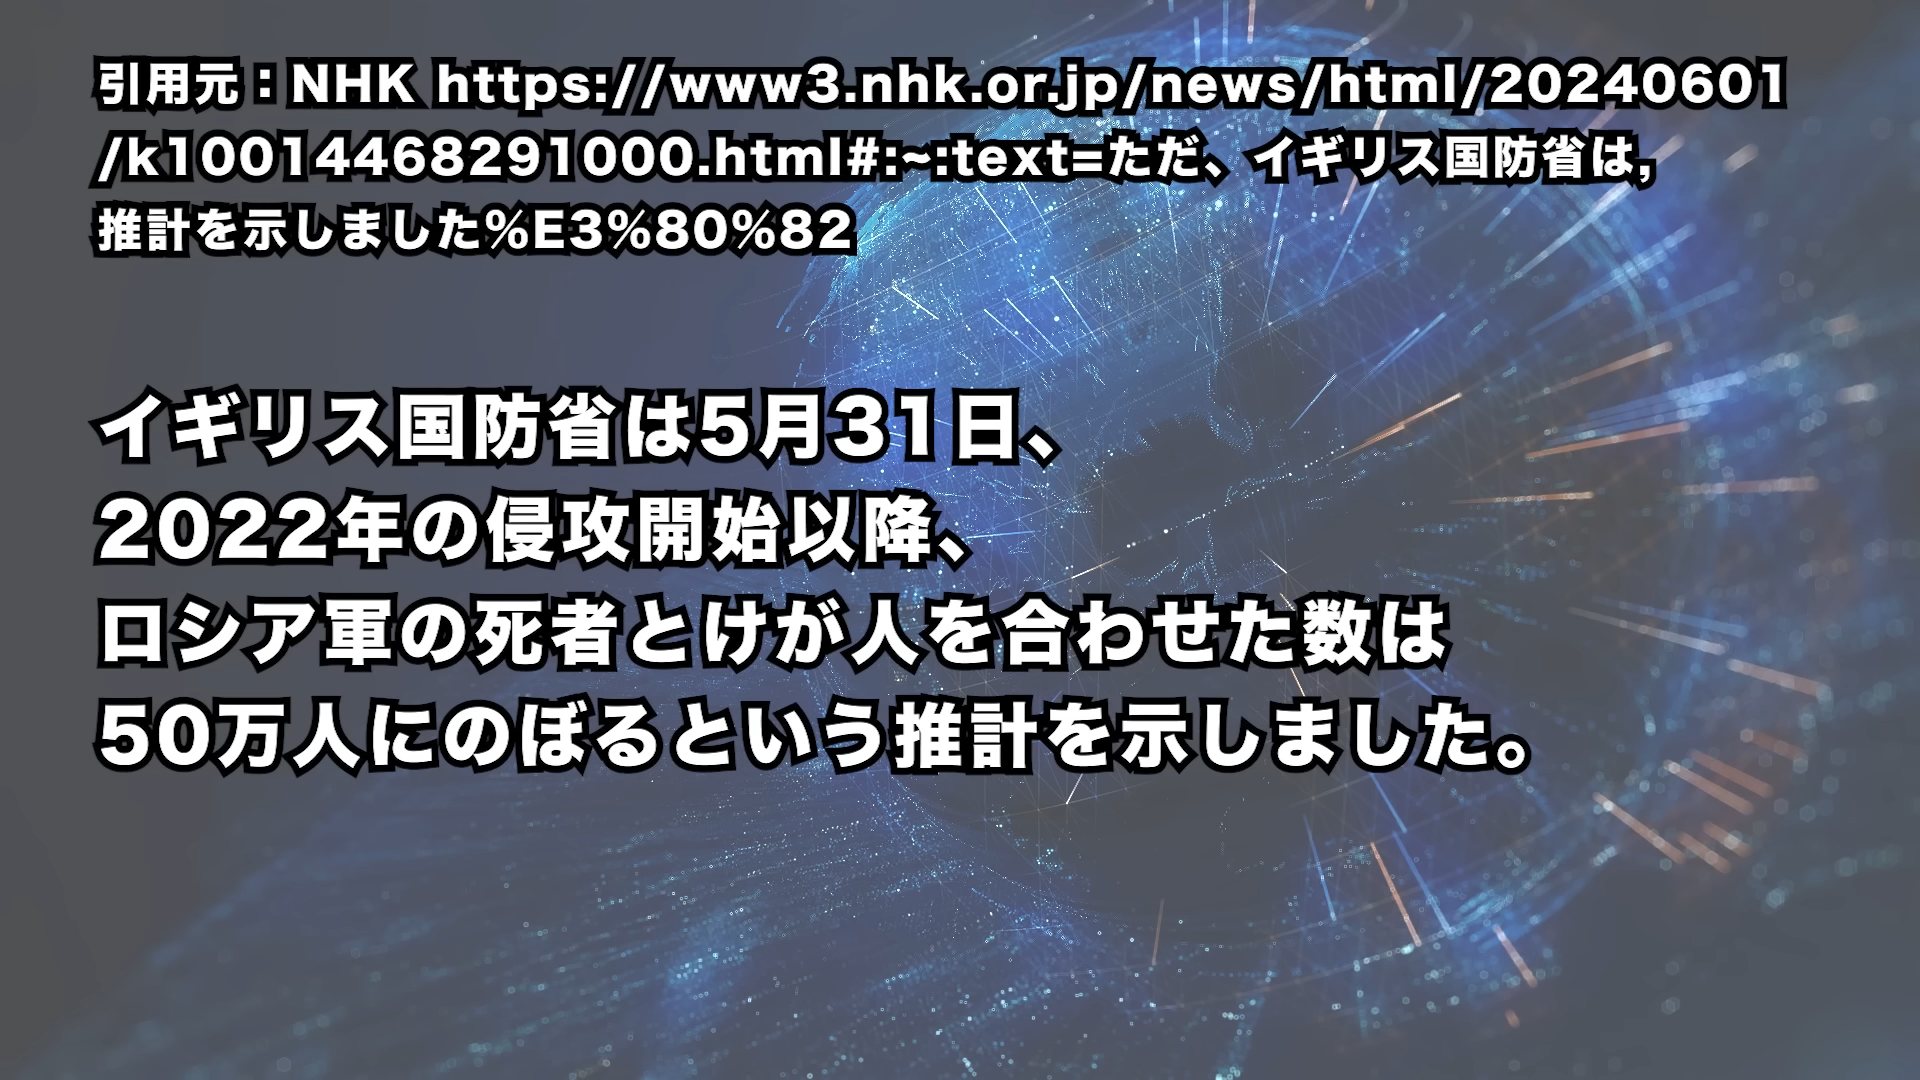 引用元：NHK https://www3.nhk.or.jp/news/html/20240601
/k10014468291000.html#:~:text=ただ、イギリス国防省は,
推計を示しました%E3%80%82
イギリス国防省は5月31日、
2022年の侵攻開始以降、
ロシア軍の死者とけが人を合わせた数は
50万人にのぼるという推計を示しました。